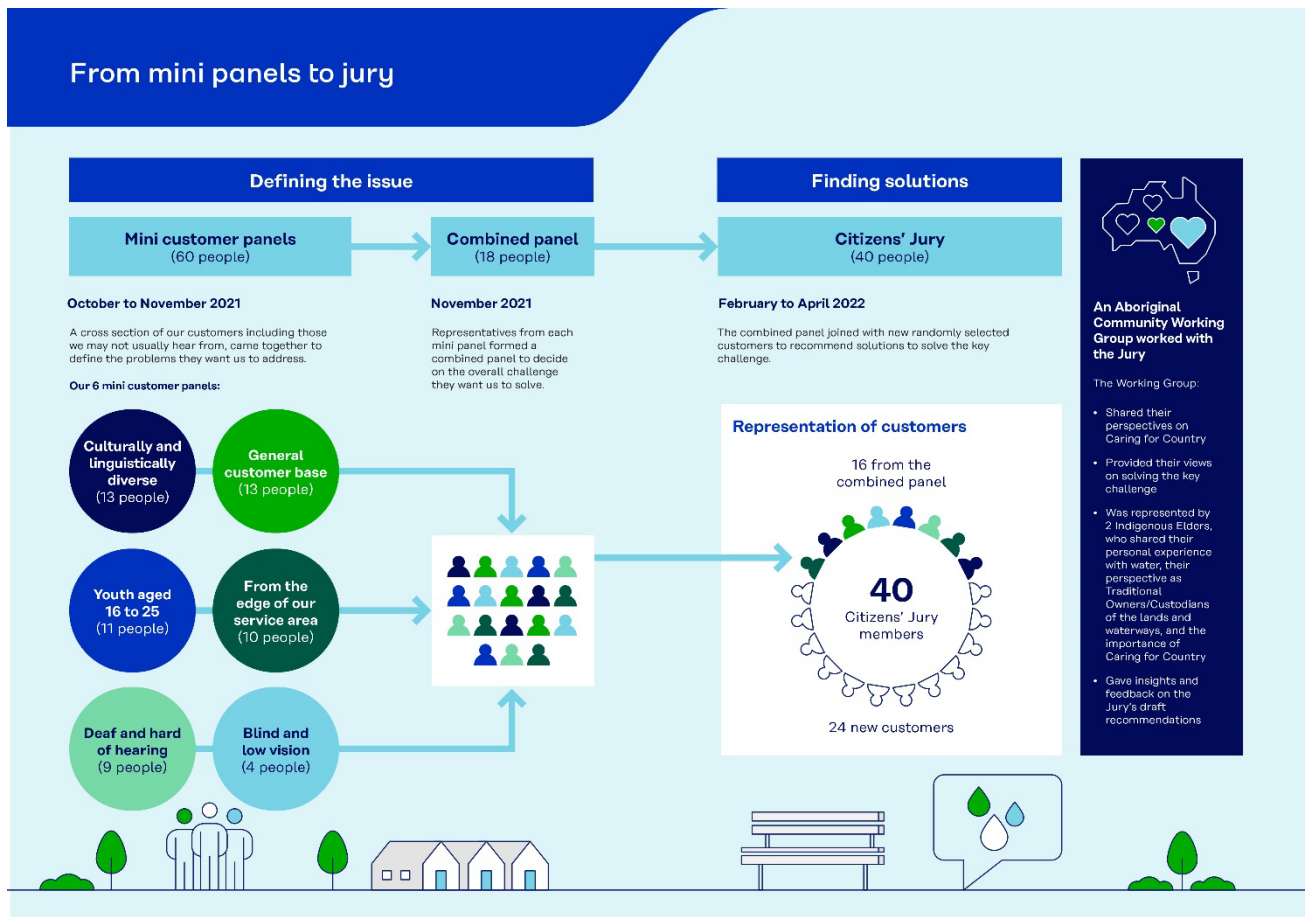 From mini panels to jury
Defining the issue
Mini customer panels
(60 people)
Combined panel
(18 people)
October to November 2021
A cross section of our customers including those
we may not usually hear from, came together to
define the problems they want us to address.
Our 6 mini customer panels:
November 2021
Representatives from each
mini panel formed a
combined panel to decide
on the overall challenge
they want us to solve.
Culturally and
linguistically
diverse
(13 people)
General
customer base
(13 people)
Youth aged
16 to 25
(11 people)
From the
edge of our
service area
(10 people)
Deaf and hard
of hearing
(9 people)
Blind and
low vision
(4 people)
Finding solutions
Citizens' Jury
(40 people)
February to April 2022
The combined panel joined with new randomly selected
customers to recommend solutions to solve the key
challenge.
Representation of customers
16 from the
combined panel
40
Citizens' Jury
members
24 new customers
An Aboriginal
Community Working
Group worked with
the Jury
The Working Group:
• Shared their
perspectives on
Caring for Country
• Provided their views
on solving the key
challenge
• Was represented by
2 Indigenous Elders,
who shared their
personal experience
with water, their
perspective as
Traditional
Owners/Custodians
of the lands and
waterways, and the
importance of
Caring for Country
• Gave insights and
feedback on the
Jury's draft
recommendations